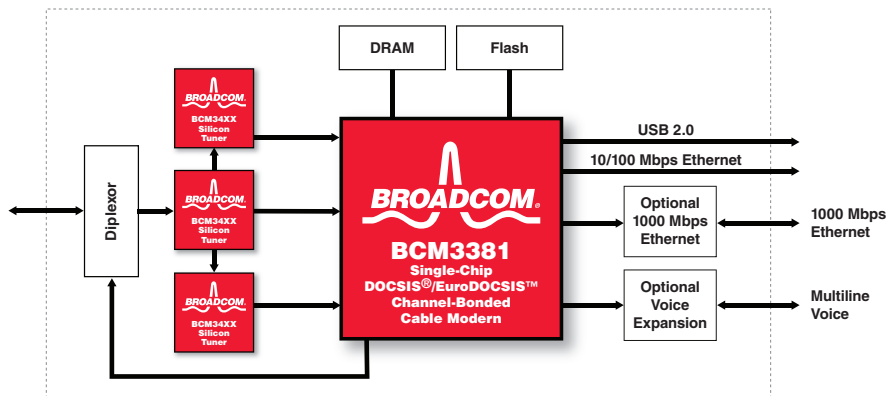 DRAM
Flash
BROADCOM®
BCM34XX
Silicon
Tuner
Diplexor
BROADCOM®
BCM34XX
Silicon
Tuner
BROADCOM®
BCM34XX
Silicon
Tuner
BROADCOM®
BCM3381
Single-Chip
DOCSIS®/EuroDOCSIS™
Channel-Bonded
Cable Modern
USB 2.0
10/100 Mbps Ethernet
Optional
1000 Mbps
Ethernet
1000 Mbps
Ethernet
Optional
Voice
Expansion
Multiline
Voice